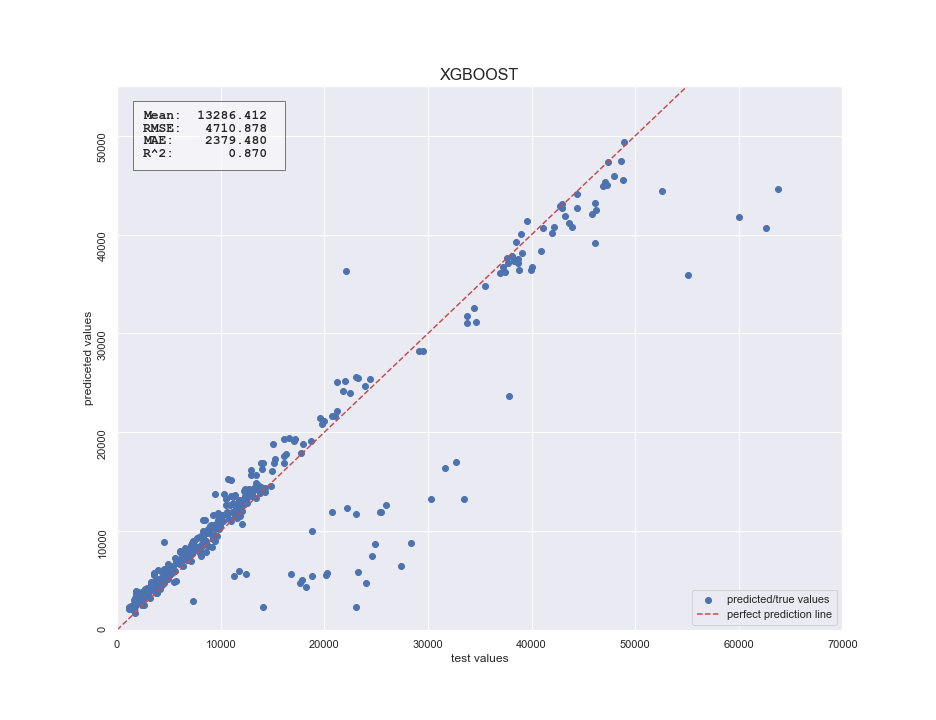 XGBOOST
Mean: 13286.412
RMSE: 4710.878
MAE: 2379.480
R^2: 0.870
prediceted values
50000
40000
30000
20000
10000
0
predicted/true values
perfect prediction line
0 10000 20000 30000 40000 50000 60000 70000
test values